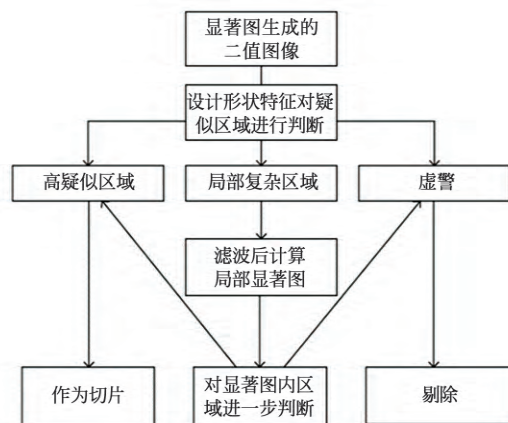 显著图生成的
二值图像
设计形状特征对疑
似区域进行判断
高疑似区域
局部复杂区域
虚警
滤波后计算
局部显著图
作为切片
对显著图内区
域进一步判断
剔除